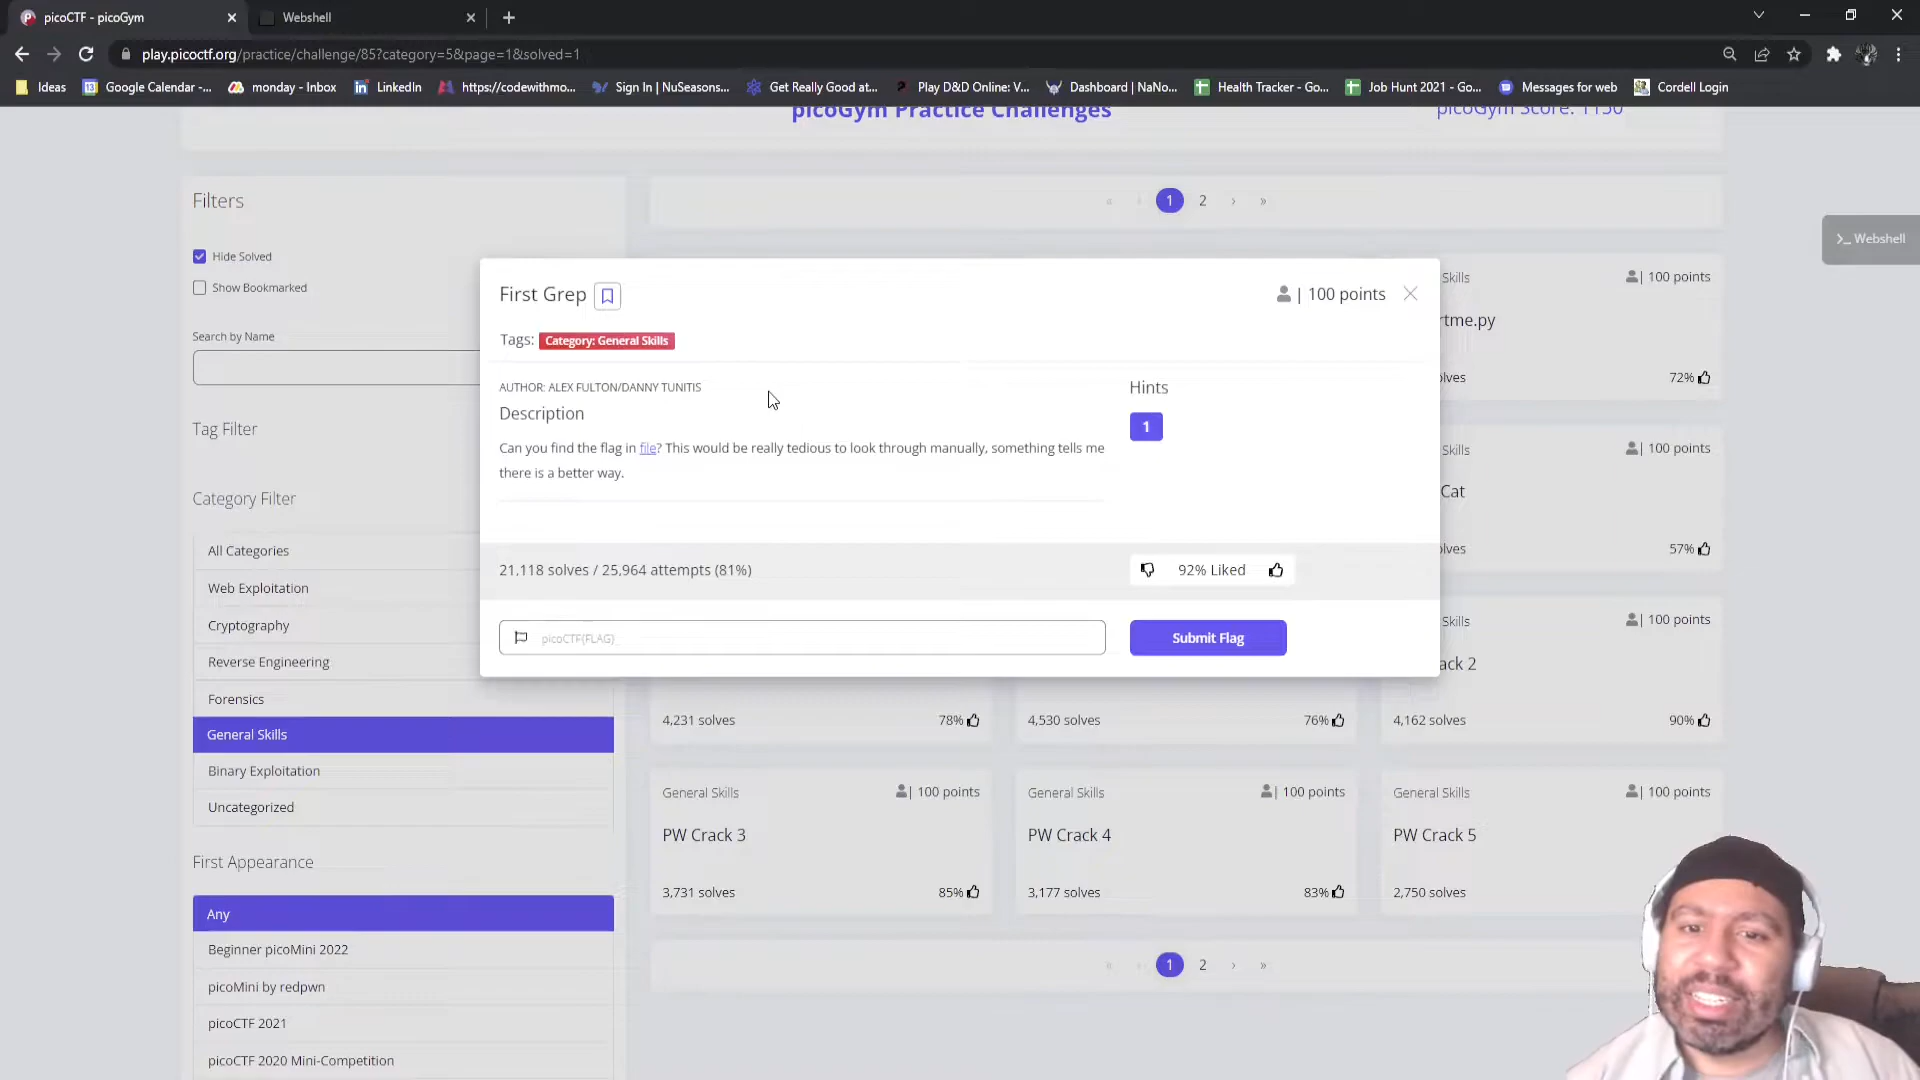 picoCTF - picoGym
Webshell
play.picoctf.org/practice/challenge/85?category=5&page=1&solved=1
Ideas
Google Calendar -...
monday - Inbox
LinkedIn
https://codewithmo...
Sign In | NuSeasons...
Get Really Good at...
Play D&D Online: V...
Dashboard | NaNo...
Health Tracker - Go...
Job Hunt 2021 - Go...
Messages for web
Cordell Login
picoGym Practice Challenges
picoGym Score: 1150
Filters
Hide Solved
Show Bookmarked
Search by Name
Tag Filter
Category Filter
All Categories
Web Exploitation
Cryptography
Reverse Engineering
Forensics
General Skills
Binary Exploitation
Uncategorized
First Appearance
Any
Beginner picoMini 2022
picoMini by redpwn
picoCTF 2021
picoCTF 2020 Mini-Competition
« ‹ 1 2 › »
>_ Webshell
First Grep
| 100 points
Tags: Category: General Skills
AUTHOR: ALEX FULTON/DANNY TUNITIS
Description
Can you find the flag in file? This would be really tedious to look through manually, something tells me
there is a better way.
Hints
1
21,118 solves / 25,964 attempts (81%)
92% Liked
picoCTF{FLAG}
Submit Flag
Skills
| 100 points
rtme.py
lves
72%
Skills
| 100 points
Cat
lves
57%
Skills
| 100 points
ack 2
4,231 solves
78%
4,530 solves
76%
4,162 solves
90%
General Skills
| 100 points
PW Crack 3
3,731 solves
85%
General Skills
| 100 points
PW Crack 4
3,177 solves
83%
General Skills
| 100 points
PW Crack 5
2,750 solves
« ‹ 1 2 › »